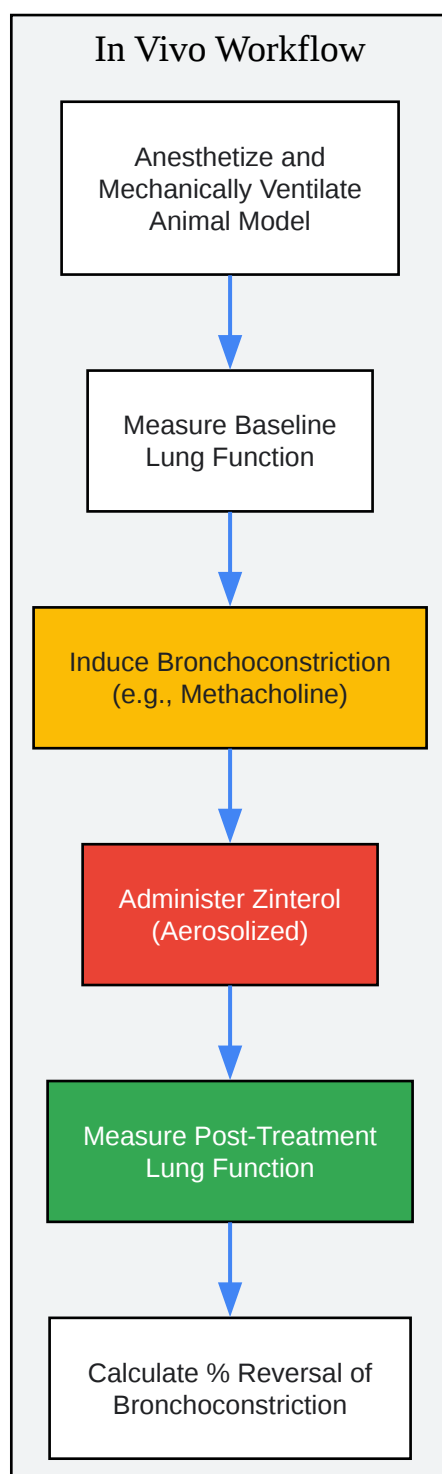 In Vivo Workflow
Anesthetize and
Mechanically Ventilate
Animal Model
Measure Baseline
Lung Function
Induce Bronchoconstriction
(e.g., Methacholine)
Administer Zinterol
(Aerosolized)
Measure Post-Treatment
Lung Function
Calculate % Reversal of
Bronchoconstriction